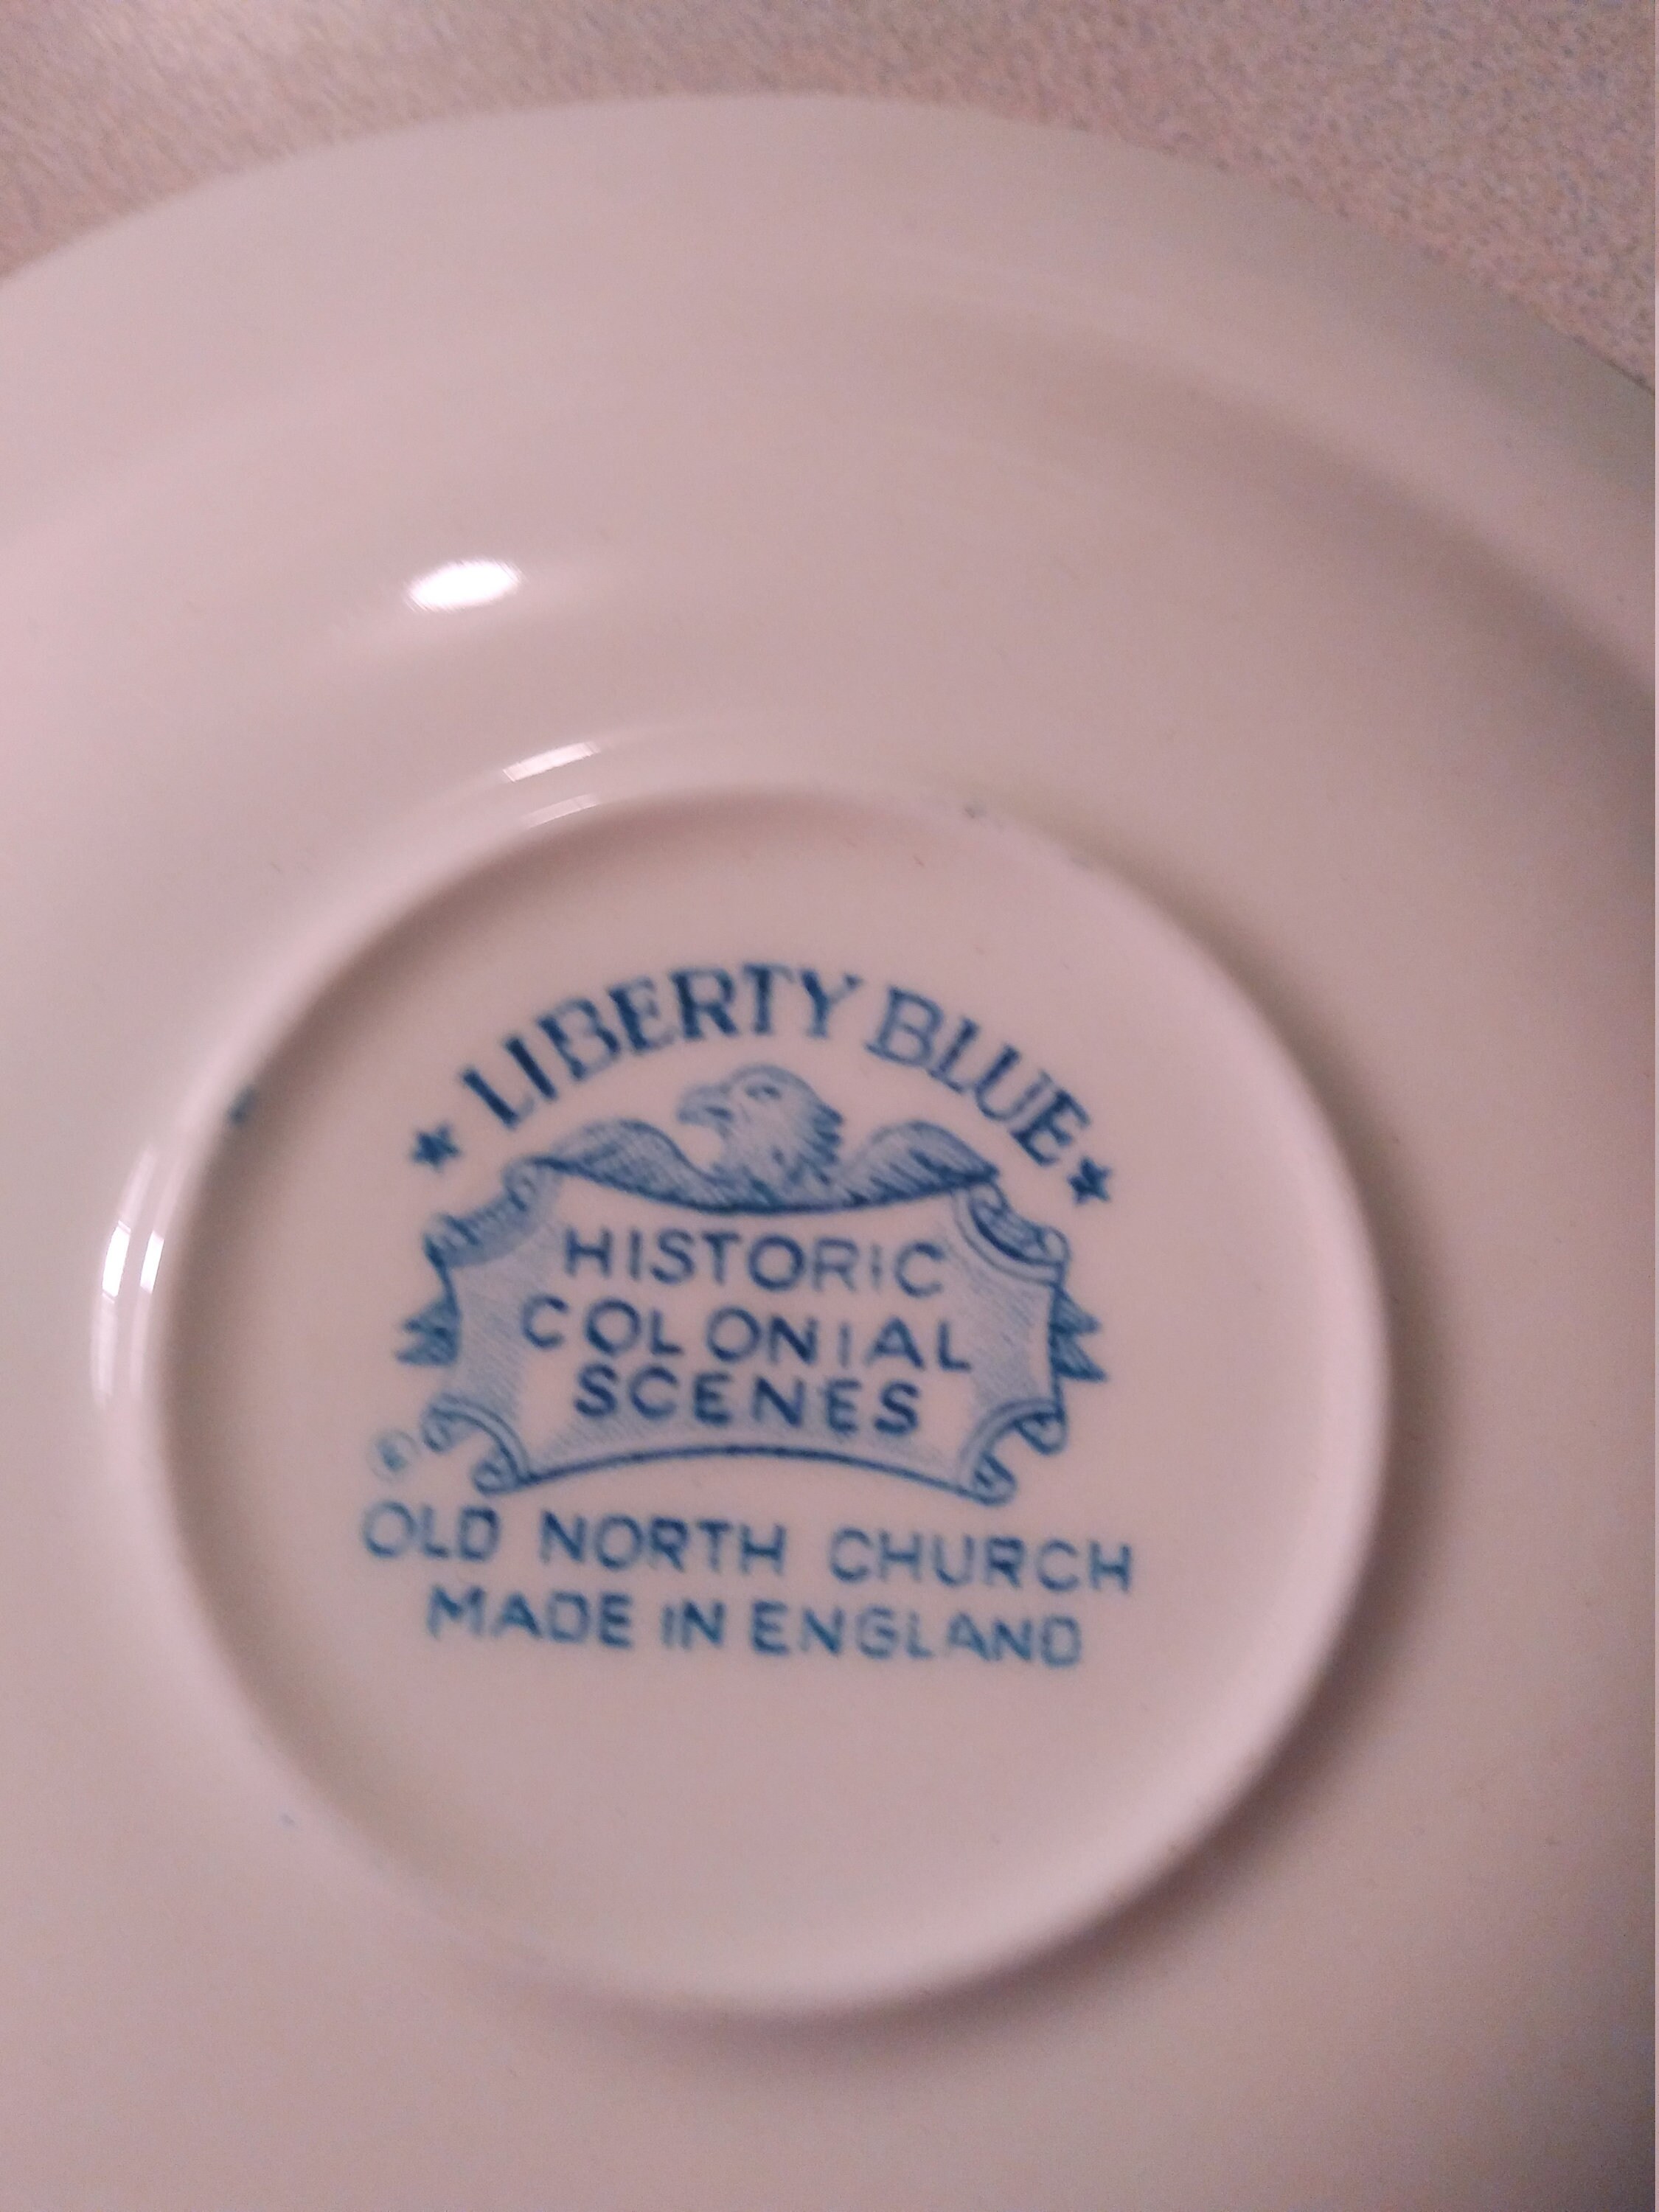 LIBERTY BLUE
HISTORIC
COLONIAL
SCENES
©
OLD NORTH CHURCH
MADE IN ENGLAND